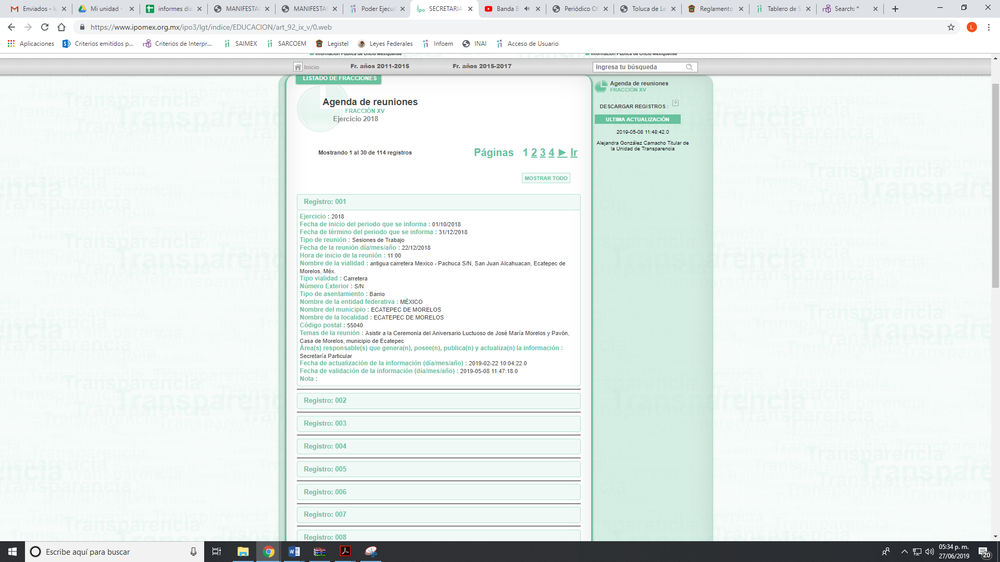 Enviados - lu
Mi unidad -
informes dia
MANIFESTAC
MANIFESTAC
Poder Ejecut
SECRETARIA
Banda E
Periódico Of
Toluca de Le
Reglamento
Tablero de S
Search: *
https://www.ipomex.org.mx/ipo3/lgt/indice/EDUCACION/art_92_ix_v/0.web
L
Aplicaciones
Criterios emitidos p...
Criterios de Interpr...
SAIMEX
SARCOEM
Legistel
Leyes Federales
Infoem
INAI
Acceso de Usuario
Información Pública de Oficio Mexiquense
Información Pública de Oficio Mexiquense
Inicio
Fr. años 2011-2015
Fr. años 2015-2017
Ingresa tu búsqueda
LISTADO DE FRACCIONES
Agenda de reuniones
FRACCIÓN XV
Ejercicio 2018
Mostrando 1 al 30 de 114 registros
Páginas 1 2 3 4 ► Ir
MOSTRAR TODO
Registro: 001
Ejercicio : 2018
Fecha de inicio del periodo que se informa : 01/10/2018
Fecha de término del periodo que se informa : 31/12/2018
Tipo de reunión : Sesiones de Trabajo
Fecha de la reunión día/mes/año : 22/12/2018
Hora de inicio de la reunión : 11:00
Nombre de la vialidad : antigua carretera Mexico - Pachuca S/N, San Juan Alcahuacan, Ecatepec de
Morelos, Méx.
Tipo vialidad : Carretera
Número Exterior : S/N
Tipo de asentamiento : Barrio
Nombre de la entidad federativa : MÉXICO
Nombre del municipio : ECATEPEC DE MORELOS
Nombre de la localidad : ECATEPEC DE MORELOS
Código postal : 55040
Temas de la reunión : Asistir a la Ceremonia del Aniversario Luctuoso de José María Morelos y Pavón,
Casa de Morelos, municipio de Ecatepec
Área(s) responsable(s) que genera(n), posee(n), publica(n) y actualiza(n) la información :
Secretaría Particular
Fecha de actualización de la información (día/mes/año) : 2019-02-22 10:04:22.0
Fecha de validación de la información (día/mes/año) : 2019-05-08 11:47:18.0
Nota :
Registro: 002
Registro: 003
Registro: 004
Registro: 005
Registro: 006
Registro: 007
Registro: 008
Agenda de reuniones
FRACCIÓN XV
DESCARGAR REGISTROS :
ULTIMA ACTUALIZACIÓN
2019-05-08 11:48:42.0
Alejandra González Camacho Titular de
la Unidad de Transparencia
Escribe aquí para buscar
05:34 p. m.
27/06/2019
20